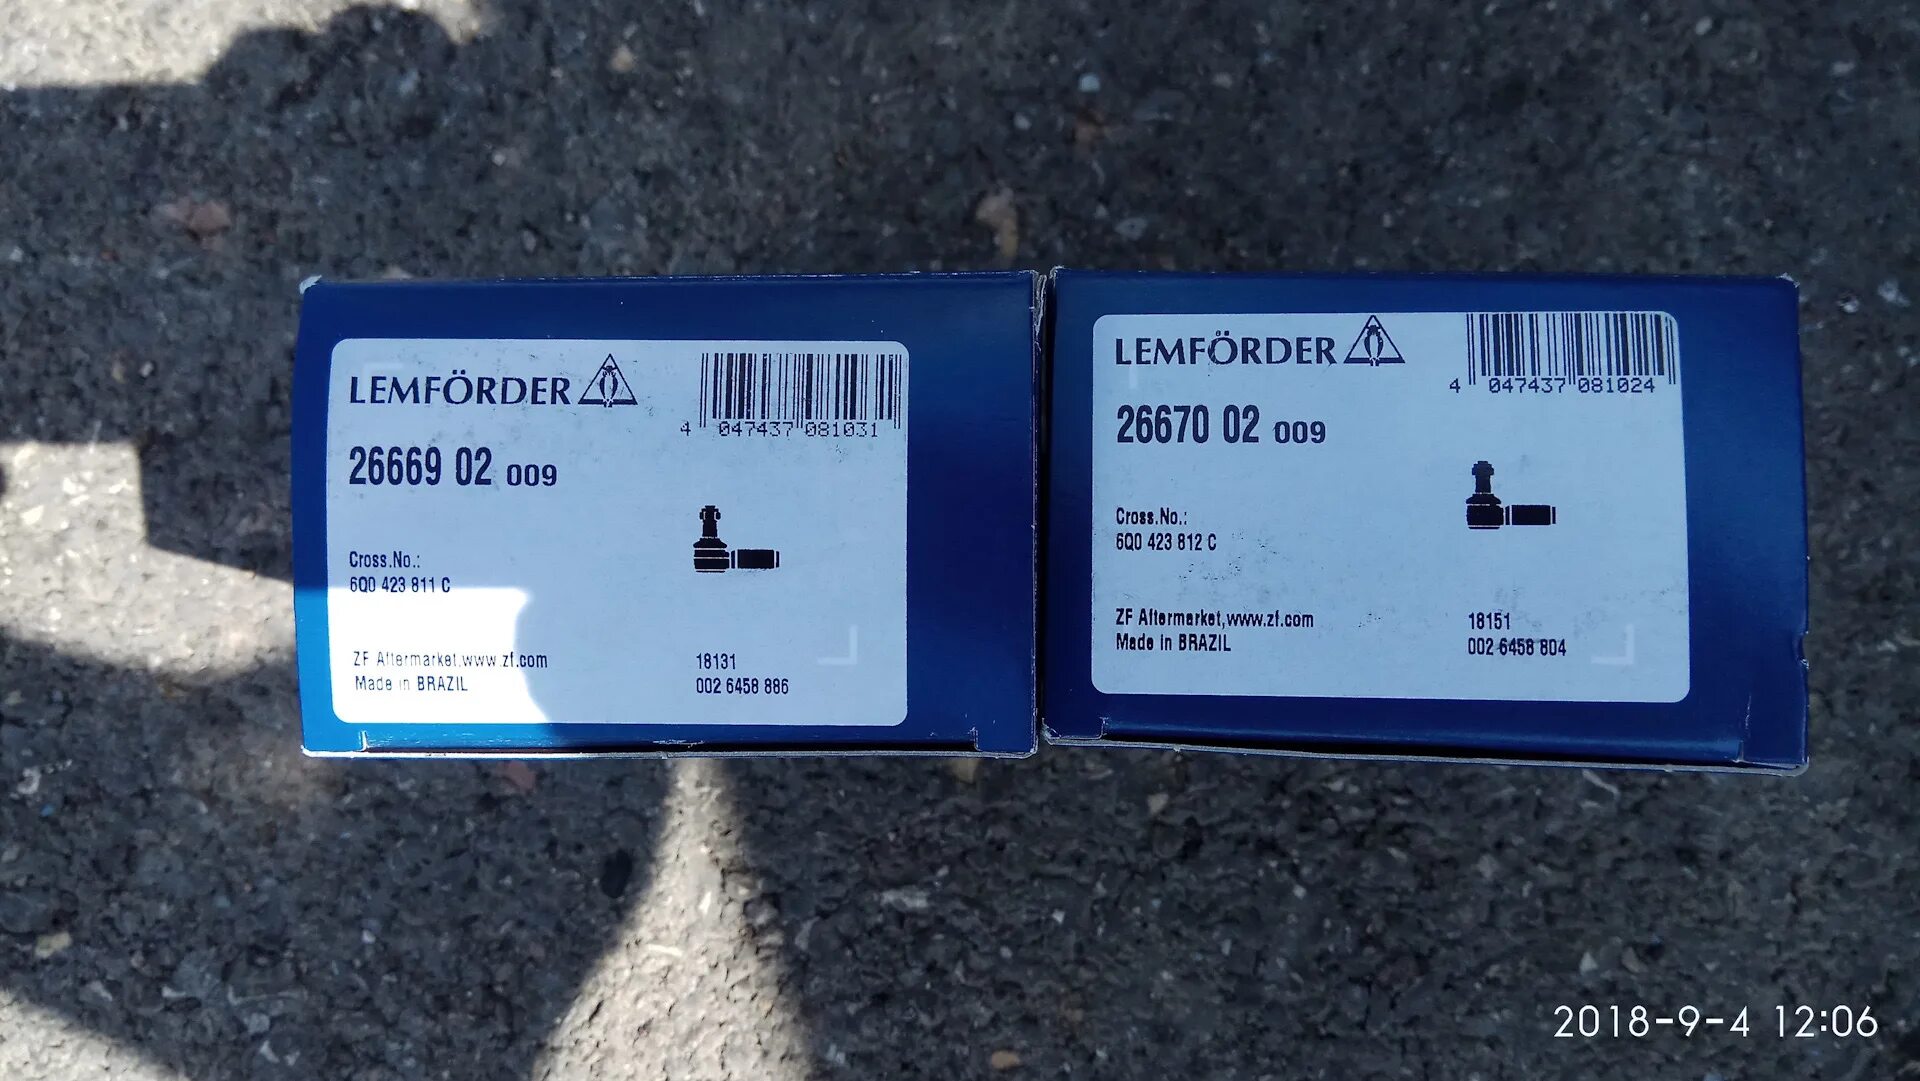 LEMFÖRDER
4 047437 081031
26669 02 009
Cross.No.:
6Q0 423 811 C
ZF Aftermarket,www.zf.com
Made in BRAZIL
18131
002 6458 886
LEMFÖRDER
4 047437 081024
26670 02 009
Cross.No.:
6Q0 423 812 C
ZF Aftermarket,www.zf.com
Made in BRAZIL
18151
002 6458 804
2018-9-4 12:06